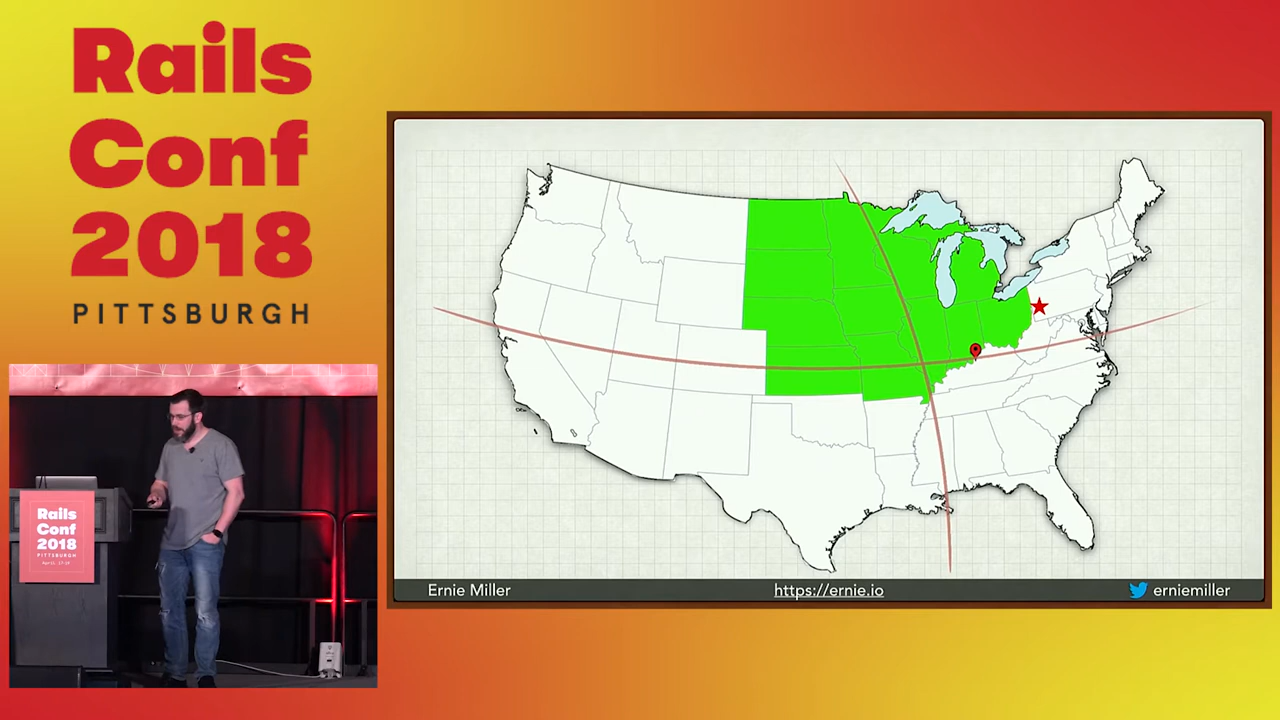 Rails
Conf
2018
PITTSBURGH
Rails
Conf
2018
PITTSBURGH
Ernie Miller
https://ernie.io
erniemiller